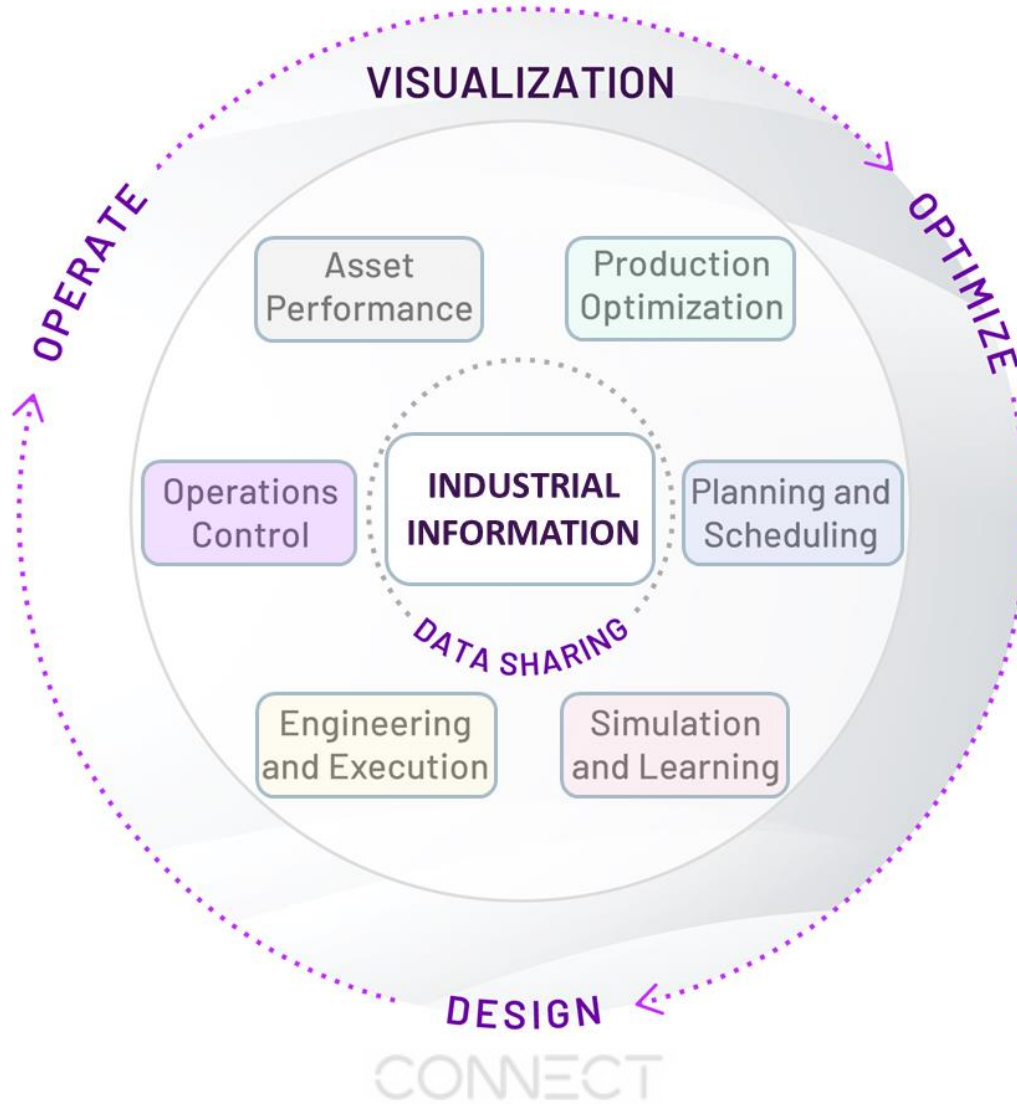 VISUALIZATION
OPERATE
OPTIMIZE
Asset
Performance
Production
Optimization
Operations
Control
INDUSTRIAL
INFORMATION
Planning and
Scheduling
DATA SHARING
Engineering
and Execution
Simulation
and Learning
DESIGN
CONNECT